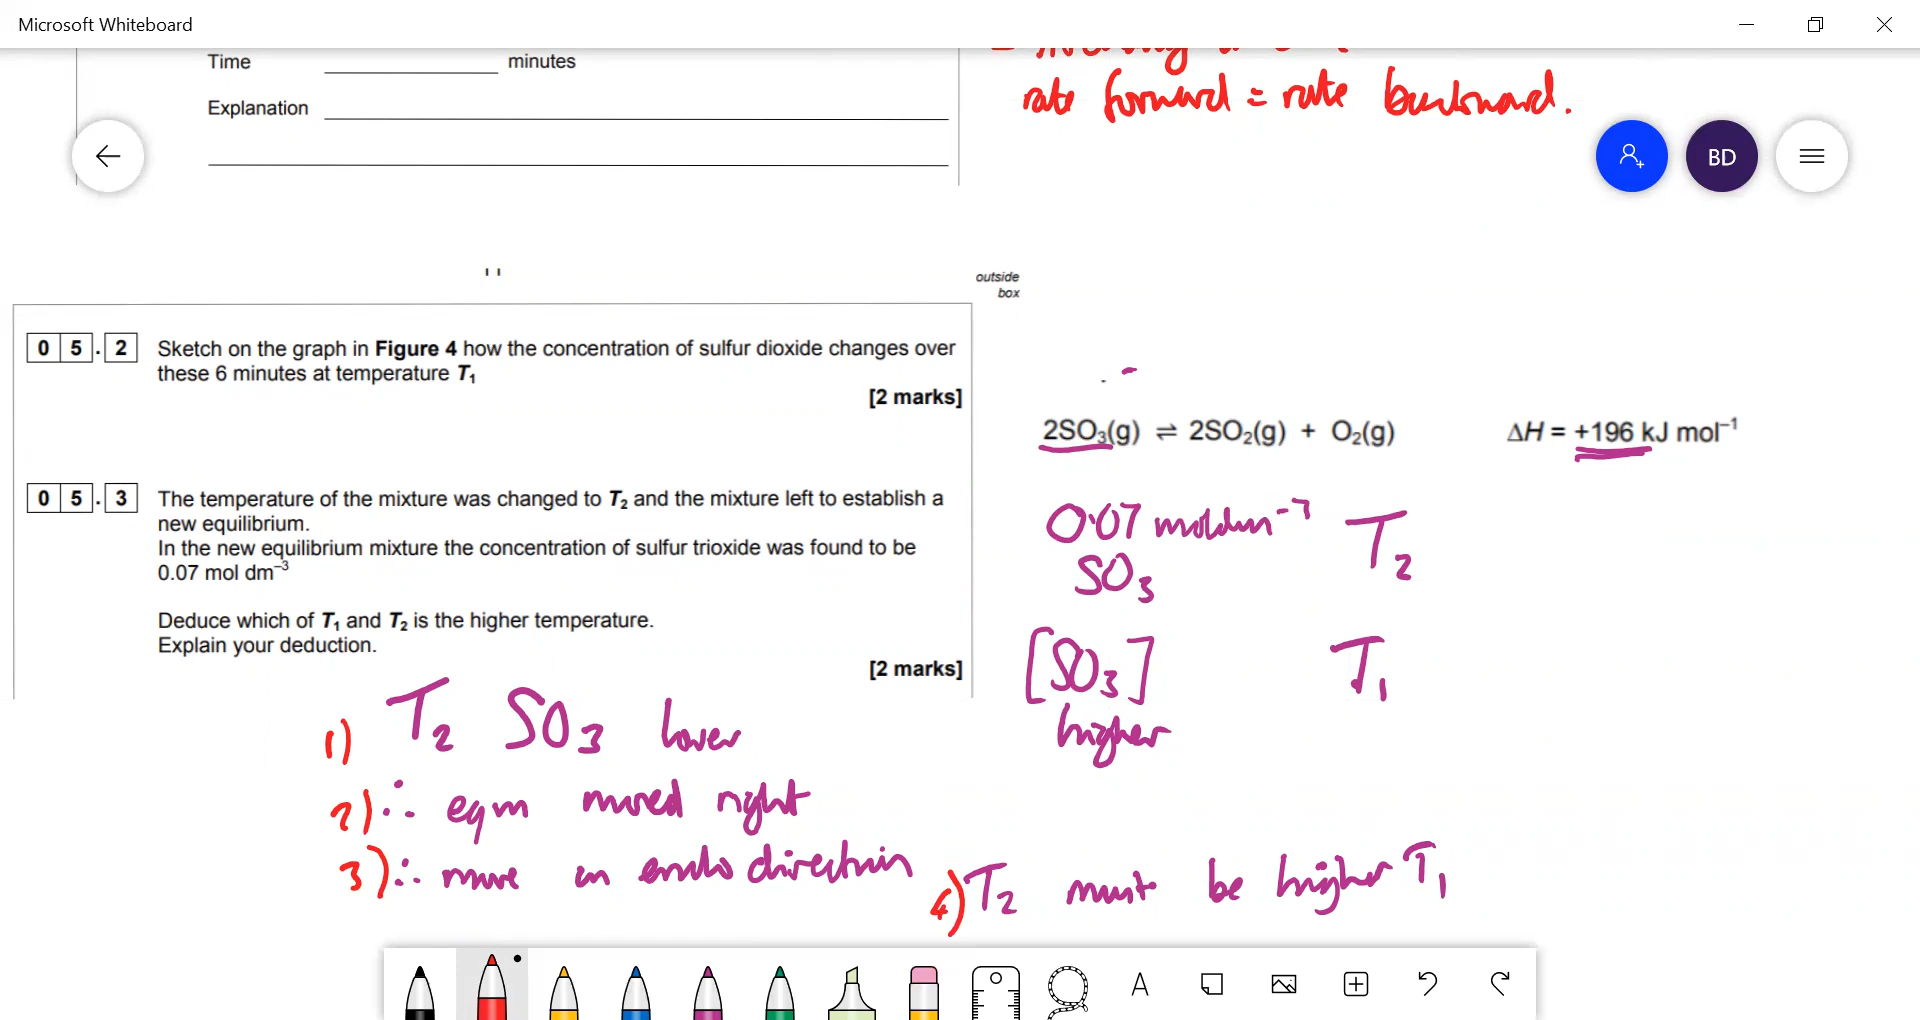 Microsoft Whiteboard
Time minutes
Explanation
rate forward = rate backward.
BD
outside
box
05.2 Sketch on the graph in Figure 4 how the concentration of sulfur dioxide changes over
these 6 minutes at temperature T₁
[2 marks]
2SO₃(g) ⇌ 2SO₂(g) + O₂(g) ΔH = +196 kJ mol⁻¹
05.3 The temperature of the mixture was changed to T₂ and the mixture left to establish a
new equilibrium.
In the new equilibrium mixture the concentration of sulfur trioxide was found to be
0.07 mol dm⁻³
Deduce which of T₁ and T₂ is the higher temperature.
Explain your deduction.
[2 marks]
0.07 moldm⁻³ T₂
SO₃
[SO₃] T₁
higher
1) T₂ SO₃ lower
2) ∴ eqm moved right
3) ∴ move in endo direction
4) T₂ must be higher T₁
A